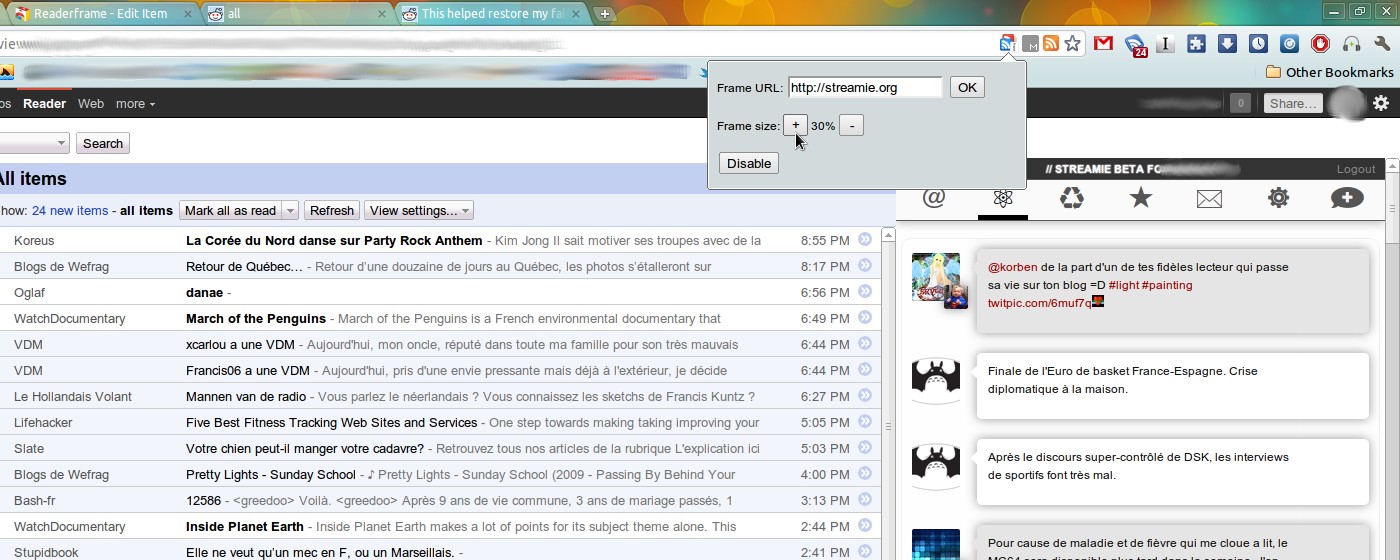 Readerframe - Edit Item
all
This helped restore my fa
view
24
Other Bookmarks
os Reader Web more
0 Share...
Search
Frame URL: http://streamie.org OK
Frame size: + 30% -
Disable
All items
how: 24 new items - all items Mark all as read Refresh View settings...
Koreus La Corée du Nord danse sur Party Rock Anthem - Kim Jong Il sait motiver ses troupes avec de la 8:55 PM
Blogs de Wefrag Retour de Québec… - Retour d'une douzaine de jours au Québec, les photos s'étalleront sur 8:17 PM
Oglaf danae - 6:56 PM
WatchDocumentary March of the Penguins - March of the Penguins is a French environmental documentary that 6:49 PM
VDM xcarlou a une VDM - Aujourd'hui, mon oncle, réputé dans toute ma famille pour son très mauvais 6:44 PM
VDM Francis06 a une VDM - Aujourd'hui, pris d'une envie pressante mais déjà à l'extérieur, je décide 6:44 PM
Le Hollandais Volant Mannen van de radio - Vous parlez le néerlandais ? Vous connaissez les sketchs de Francis Kuntz ? 6:27 PM
Lifehacker Five Best Fitness Tracking Web Sites and Services - One step towards making taking improving your 5:05 PM
Slate Votre chien peut-il manger votre cadavre? - Retrouvez tous nos articles de la rubrique L'explication ici 5:03 PM
Blogs de Wefrag Pretty Lights - Sunday School - ♪ Pretty Lights - Sunday School (2009 - Passing By Behind Your 4:00 PM
Bash-fr 12586 - <greedoo> Voilà. <greedoo> Après 9 ans de vie commune, 3 ans de mariage passés, 1 3:13 PM
WatchDocumentary Inside Planet Earth - Inside Planet Earth makes a lot of points for its subject theme alone. This 2:44 PM
Stupidbook Elle ne veut qu'un mec en F, ou un Marseillais. - 2:41 PM
// STREAMIE BETA FO Logout
@
@korben de la part d'un de tes fidèles lecteur qui passe
sa vie sur ton blog =D #light #painting
twitpic.com/6muf7q
Finale de l'Euro de basket France-Espagne. Crise
diplomatique à la maison.
Après le discours super-contrôlé de DSK, les interviews
de sportifs font très mal.
Pour cause de maladie et de fièvre qui me cloue a lit, le